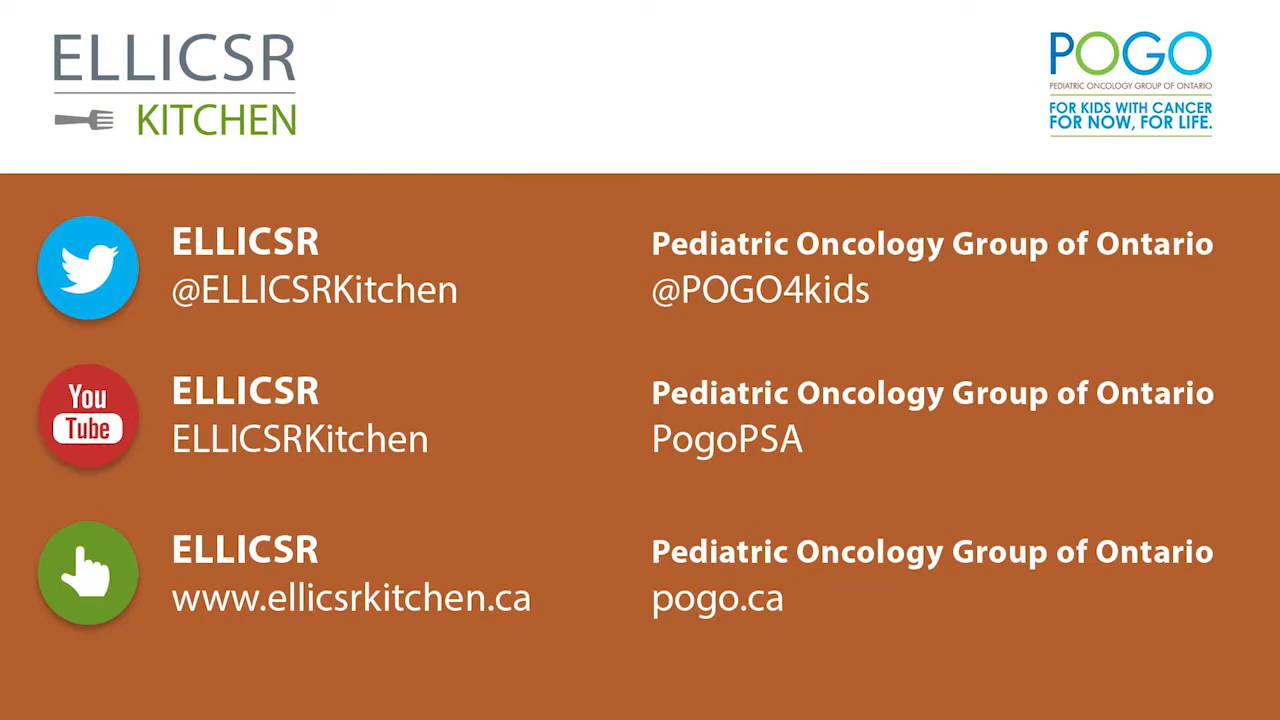 ELLICSR
KITCHEN
POGO
PEDIATRIC ONCOLOGY GROUP OF ONTARIO
FOR KIDS WITH CANCER
FOR NOW, FOR LIFE.
ELLICSR
@ELLICSRKitchen
Pediatric Oncology Group of Ontario
@POGO4kids
You
Tube
ELLICSR
ELLICSRKitchen
Pediatric Oncology Group of Ontario
PogoPSA
ELLICSR
www.ellicsrkitchen.ca
Pediatric Oncology Group of Ontario
pogo.ca